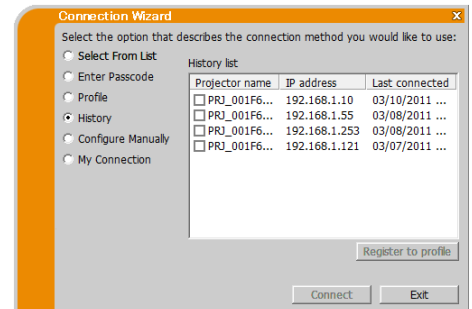 Connection Wizard
x
Select the option that describes the connection method you would like to use:
Select From List
Enter Passcode
Profile
History
Configure Manually
My Connection
History list
Projector name IP address Last connected
PRJ_001F6... 192.168.1.10 03/10/2011 ...
PRJ_001F6... 192.168.1.55 03/08/2011 ...
PRJ_001F6... 192.168.1.253 03/08/2011 ...
PRJ_001F6... 192.168.1.121 03/07/2011 ...
Register to profile
Connect Exit